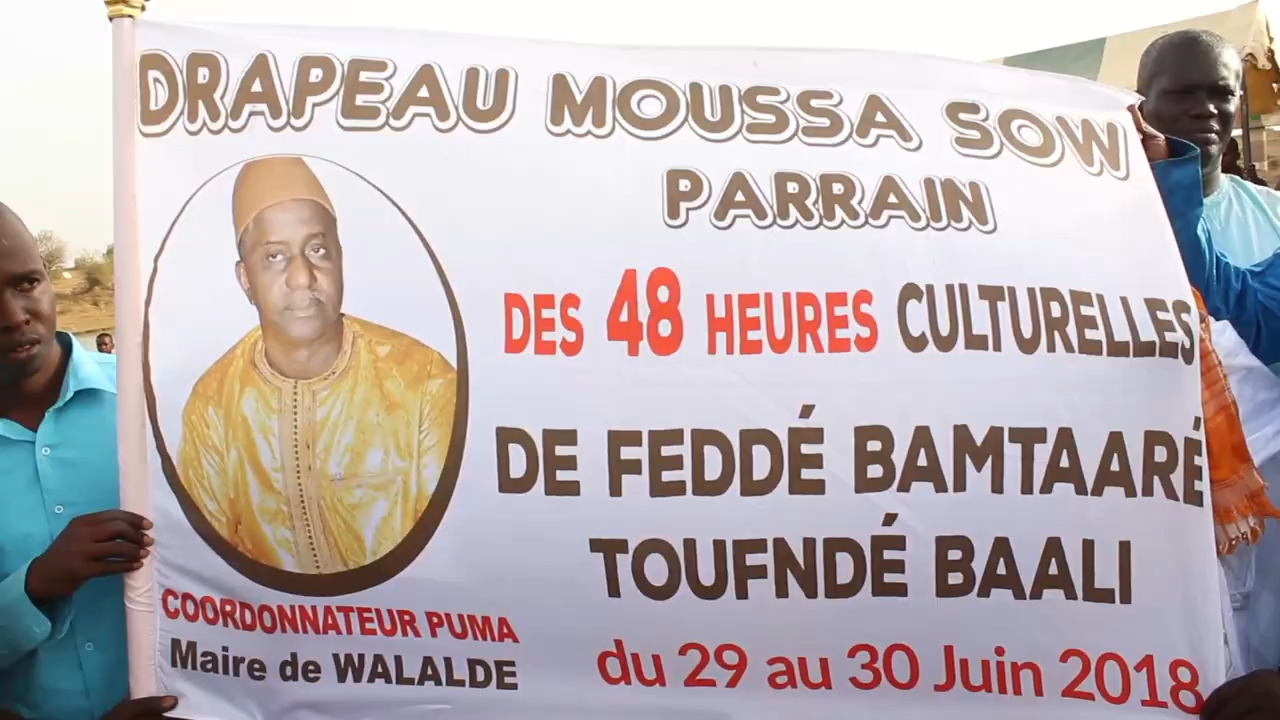 DRAPEAU MOUSSA SOW
PARRAIN
DES 48 HEURES CULTURELLES
DE FEDDÉ BAMTAARÉ
TOUFNDÉ BAALI
du 29 au 30 Juin 2018
COORDONNATEUR PUMA
Maire de WALALDE